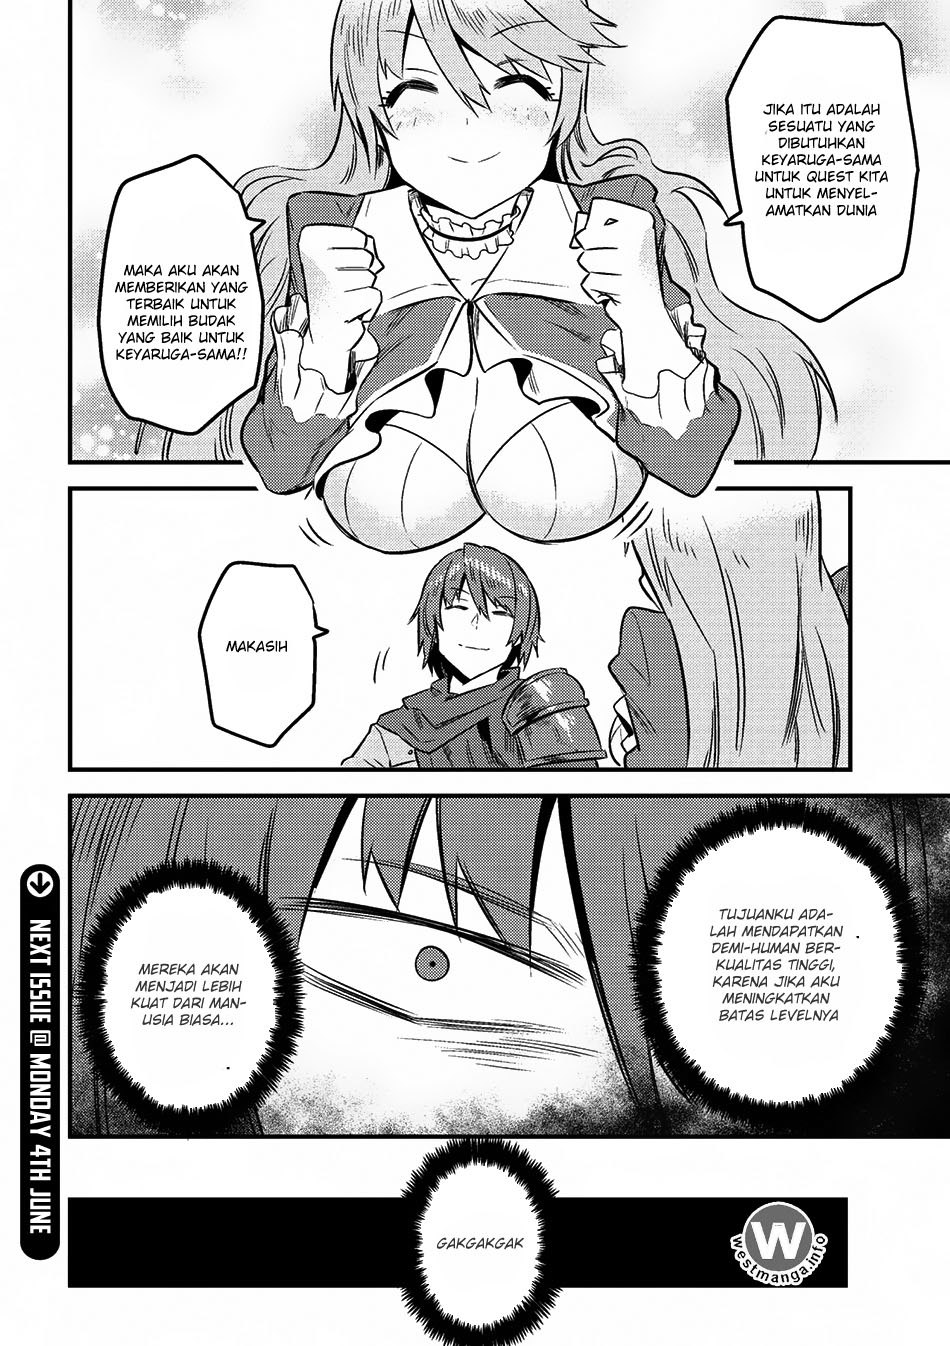 JIKA ITU ADALAH
SESUATU YANG
DIBUTUHKAN
KEYARUGA-SAMA
UNTUK QUEST KITA
UNTUK MENYEL-
AMATKAN DUNIA
MAKA AKU AKAN
MEMBERIKAN YANG
TERBAIK UNTUK
MEMILIH BUDAK
YANG BAIK UNTUK
KEYARUGA-SAMA!!
MAKASIH
TUJUANKU ADA-
LAH MENDAPATKAN
DEMI-HUMAN BER-
KUALITAS TINGGI,
KARENA JIKA AKU
MENINGKATKAN
BATAS LEVELNYA
MEREKA AKAN
MENJADI LEBIH
KUAT DARI MAN-
USIA BIASA...
GAKGAKGAK
NEXT ISSUE @ MONDAY 4TH JUNE
W
westmanga.info